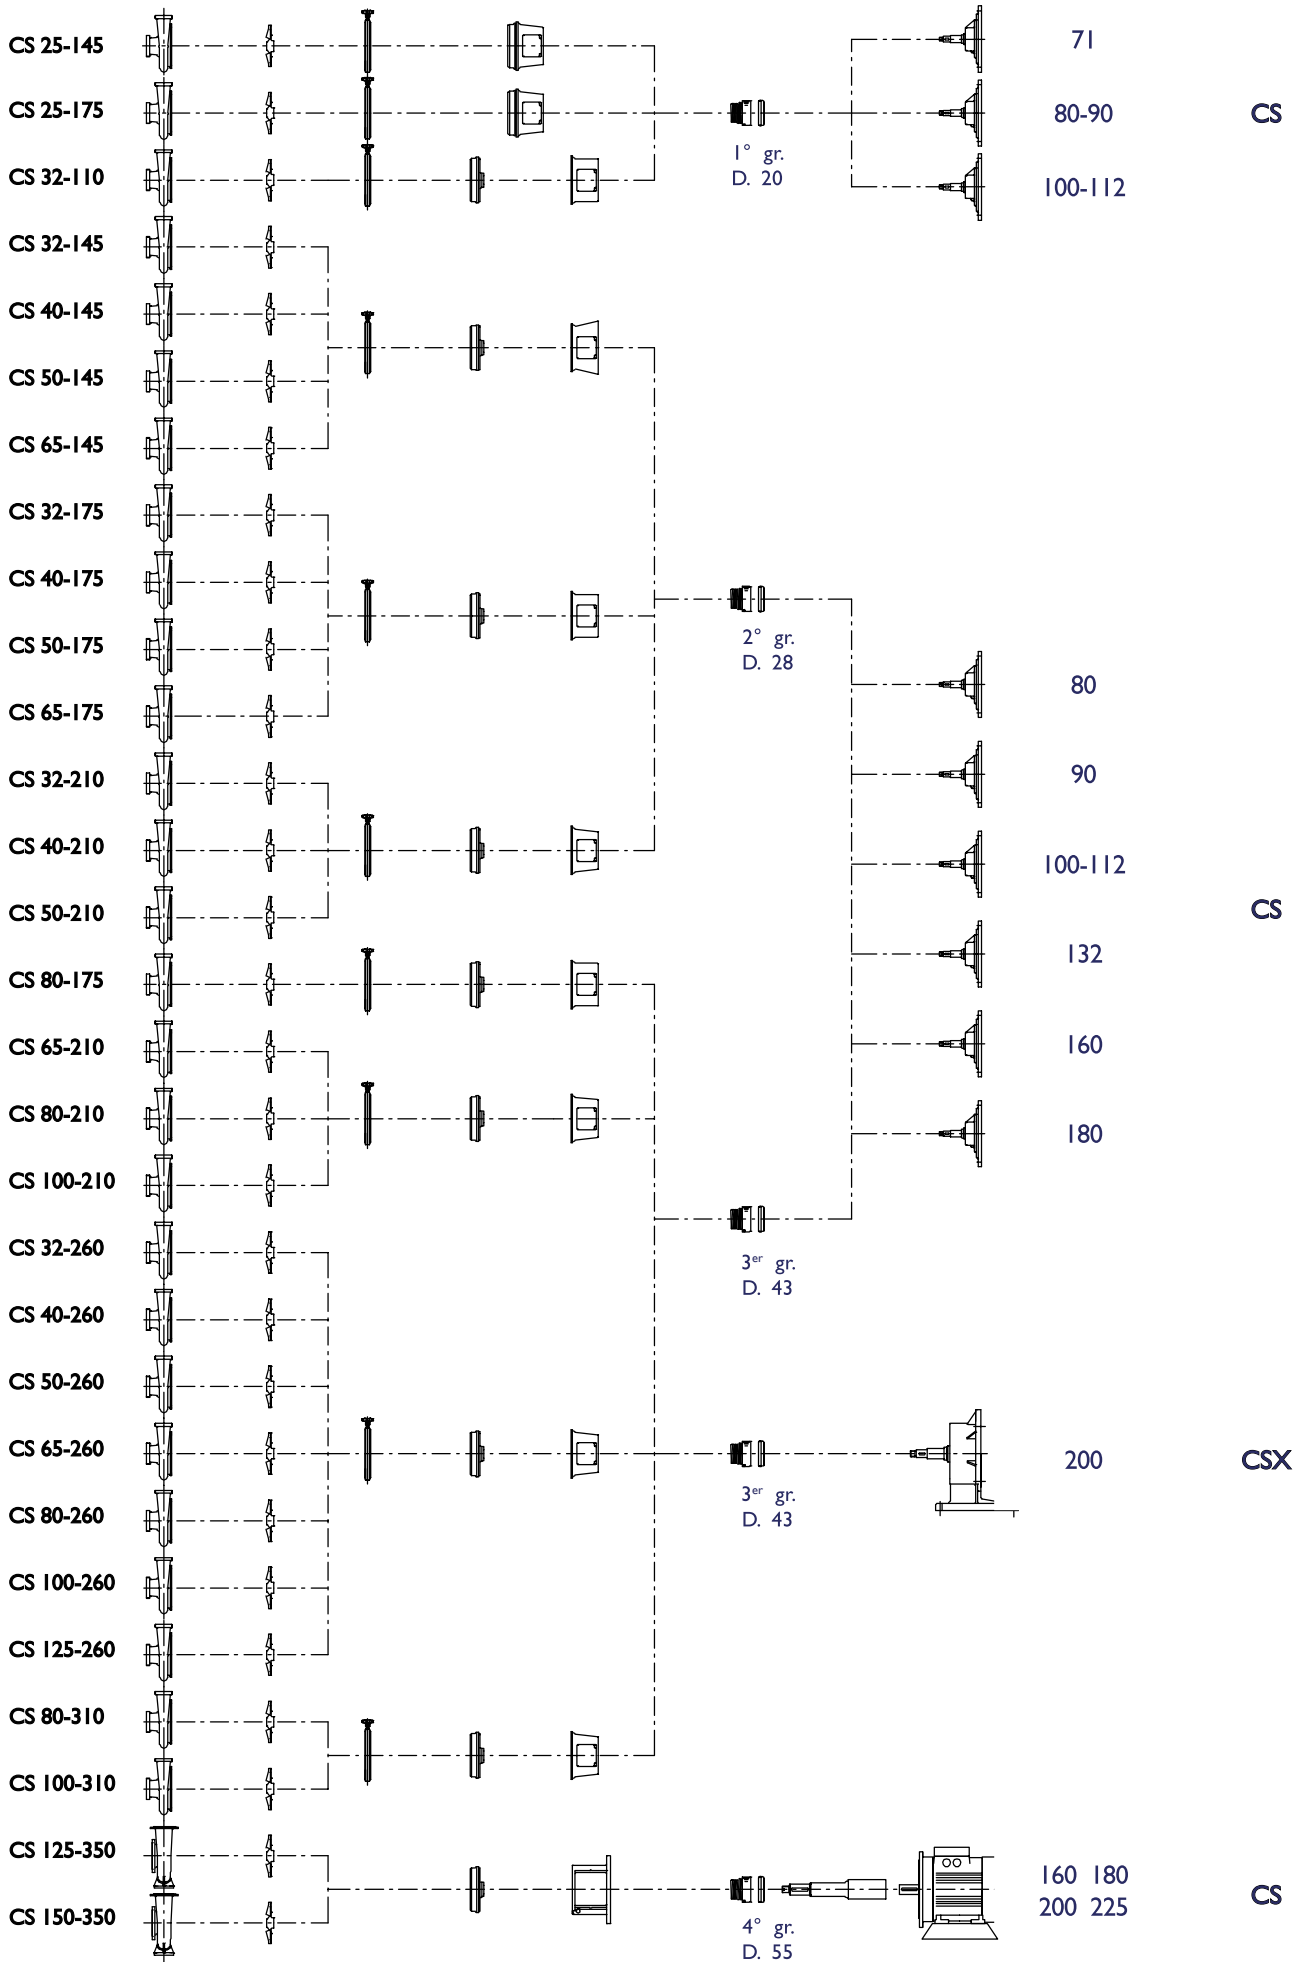 CS 25-145
71
CS 25-175
80-90
CS
1° gr.
D. 20
CS 32-110
100-112
CS 32-145
CS 40-145
CS 50-145
CS 65-145
CS 32-175
CS 40-175
CS 50-175
2° gr.
D. 28
80
CS 65-175
CS 32-210
90
CS 40-210
100-112
CS 50-210
CS
132
CS 80-175
CS 65-210
160
CS 80-210
180
CS 100-210
CS 32-260
3er gr.
D. 43
CS 40-260
CS 50-260
CS 65-260
200
CSX
3er gr.
D. 43
CS 80-260
CS 100-260
CS 125-260
CS 80-310
CS 100-310
CS 125-350
160 180
200 225
CS
CS 150-350
4° gr.
D. 55